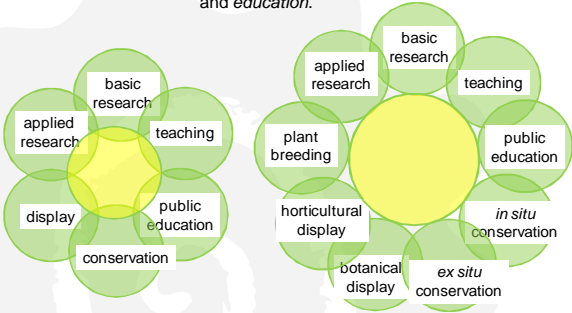 and education.
basic
research
applied
research
teaching
display
public
education
conservation
basic
research
applied
research
teaching
plant
breeding
public
education
horticultural
display
in situ
conservation
botanical
display
ex situ
conservation